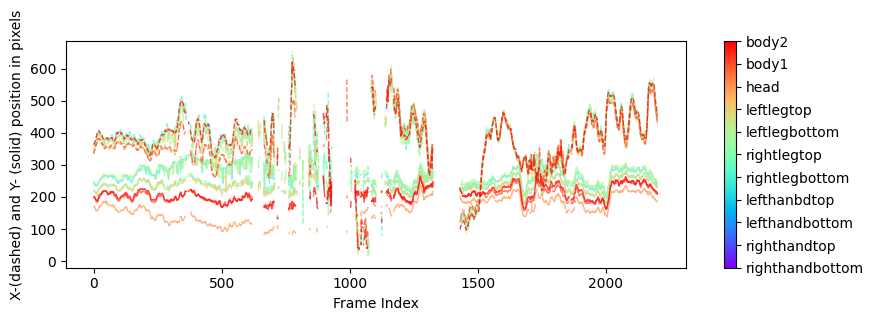 X-(dashed) and Y- (solid) position in pixels
600
500
400
300
200
100
0
0
500
1000
1500
2000
Frame Index
body2
body1
head
leftlegtop
leftlegbottom
rightlegtop
rightlegbottom
lefthanbdtop
lefthandbottom
righthandtop
righthandbottom